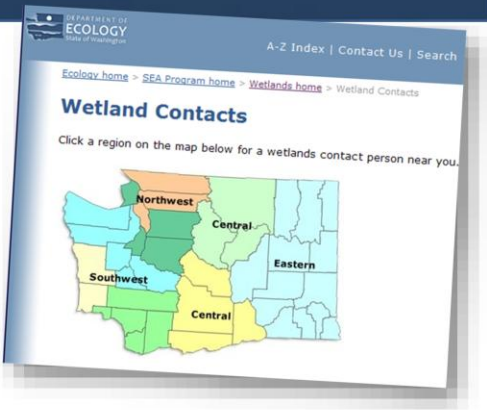 DEPARTMENT OF
ECOLOGY
State of Washington
A-Z Index | Contact Us | Search
Ecology home > SEA Program home > Wetlands home > Wetland Contacts
Wetland Contacts
Click a region on the map below for a wetlands contact person near you.
Northwest
Central
Eastern
Southwest
Central